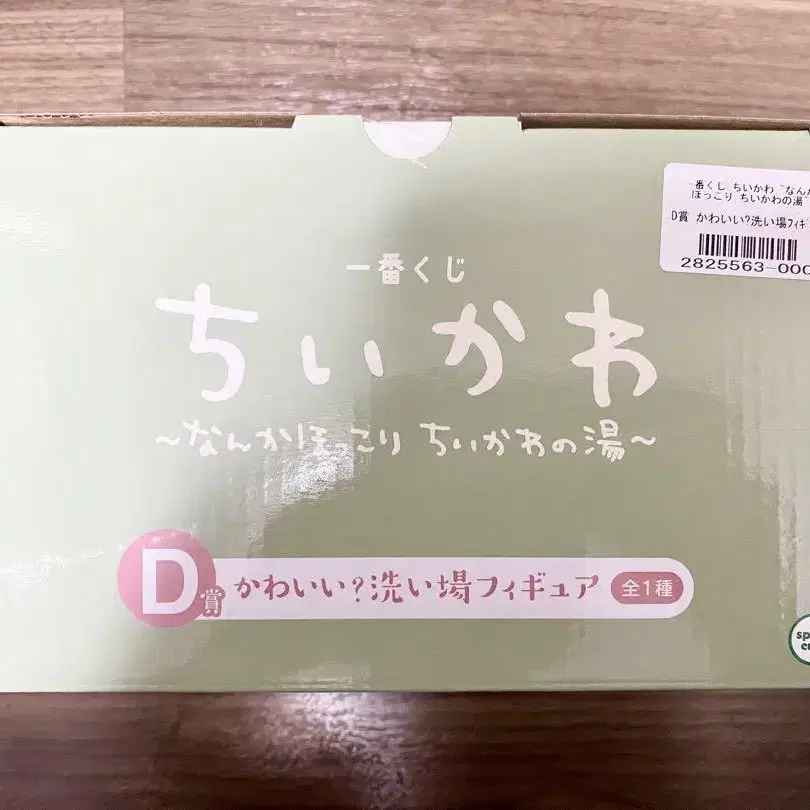 一番くじ ちいかわ ~なんか
ほっこり ちいかわの湯~
D賞 かわいい?洗い場ﾌｨｷﾞ
2825563-000
一番くじ
ちいかわ
~なんかほっこり ちいかわの湯~
D賞 かわいい?洗い場フィギュア 全1種